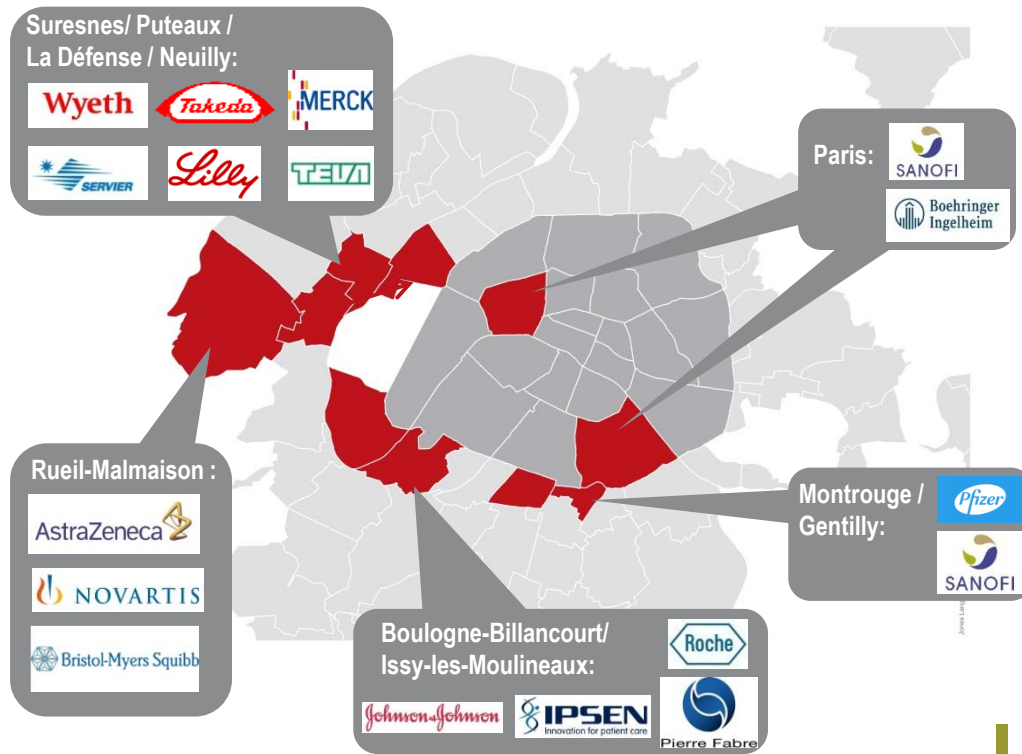 Suresnes/ Puteaux /
La Défense / Neuilly:
Wyeth
Takeda
MERCK
SERVIER
Lilly
TEVA
Paris:
SANOFI
Boehringer
Ingelheim
Rueil-Malmaison :
AstraZeneca
NOVARTIS
Bristol-Myers Squibb
Montrouge /
Gentilly:
Pfizer
SANOFI
Boulogne-Billancourt/
Issy-les-Moulineaux:
Roche
Johnson & Johnson
IPSEN
Innovation for patient care
Pierre Fabre
Jones Lang